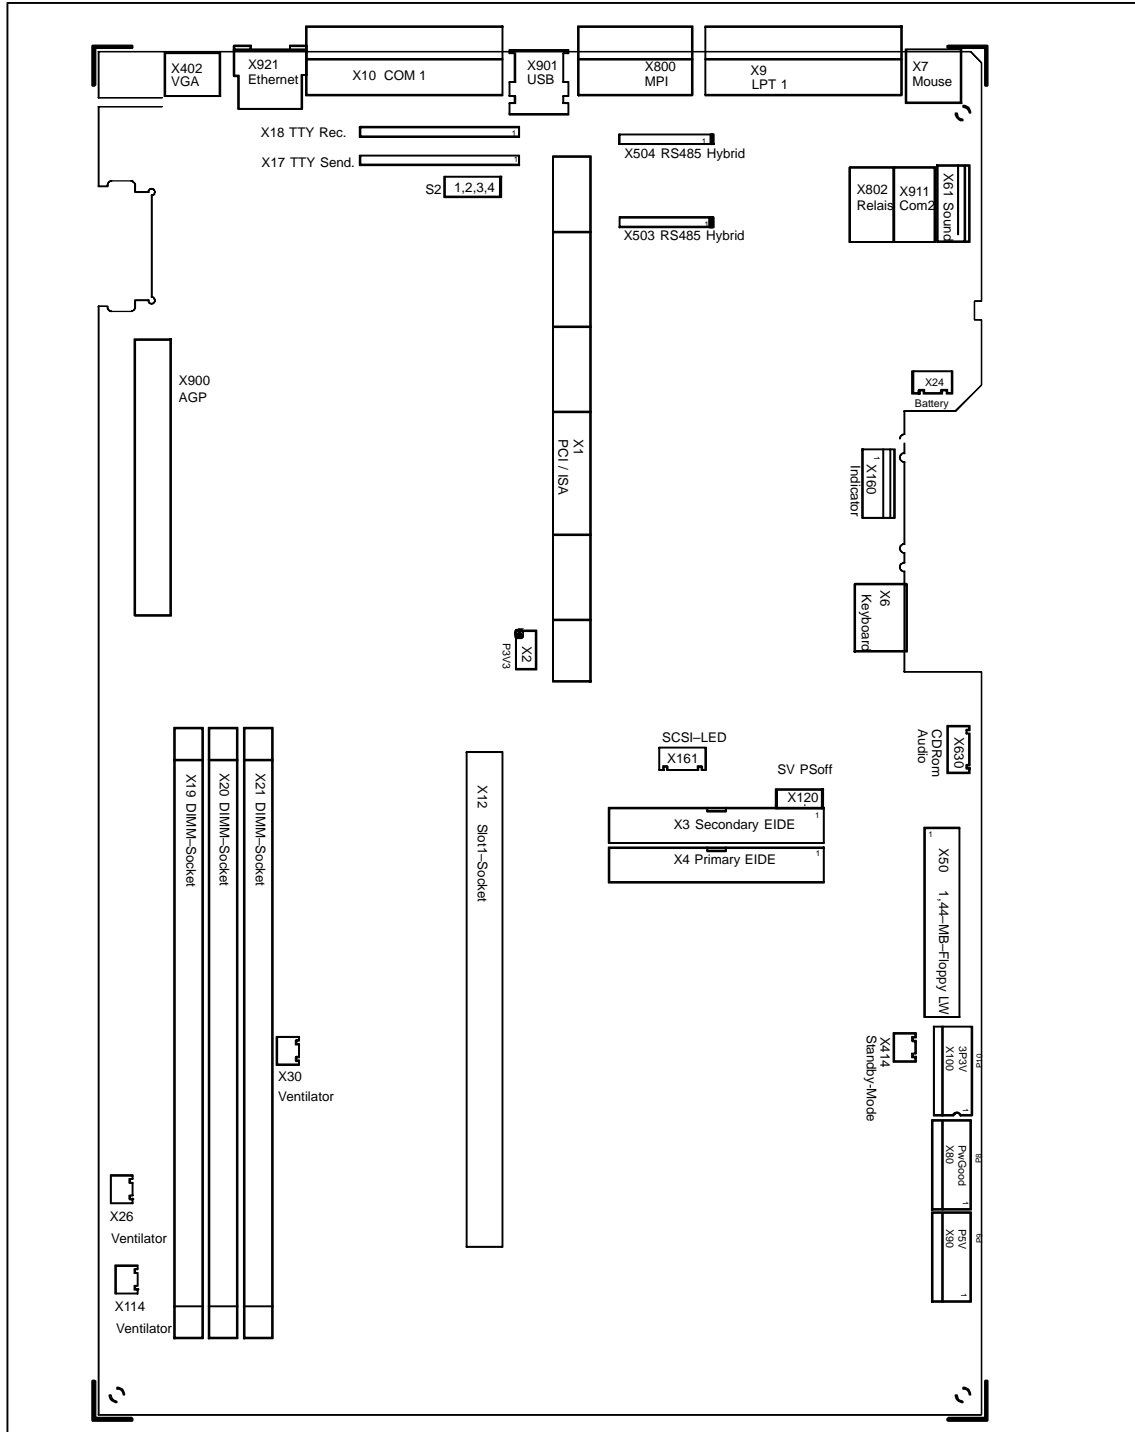 X402
VGA
X921
Ethernet
X10 COM 1
X901
USB
X800
MPI
X9
LPT 1
X7
Mouse
X18 TTY Rec.
1
X17 TTY Send.
1
S2
1,2,3,4
1
X504 RS485 Hybrid
1
X503 RS485 Hybrid
X802
Relais
X911
Com2
X61 Sound
X900
AGP
X24
Battery
X1
PCI / ISA
1
X160
Indicator
X6
Keyboard
X2
P3V3
SCSI–LED
X161
SV PSoff
X120
X630
CDRom
Audio
X3 Secondary EIDE
1
X4 Primary EIDE
1
X19 DIMM–Socket
X20 DIMM–Socket
X21 DIMM–Socket
X12 Slot1–Socket
1
X50 1,44–MB–Floppy LW
X30
Ventilator
X414
Standby-Mode
3P3V
X100
1
P10
PwGood
X80
1
P8
P5V
X90
1
P9
X26
Ventilator
X114
Ventilator